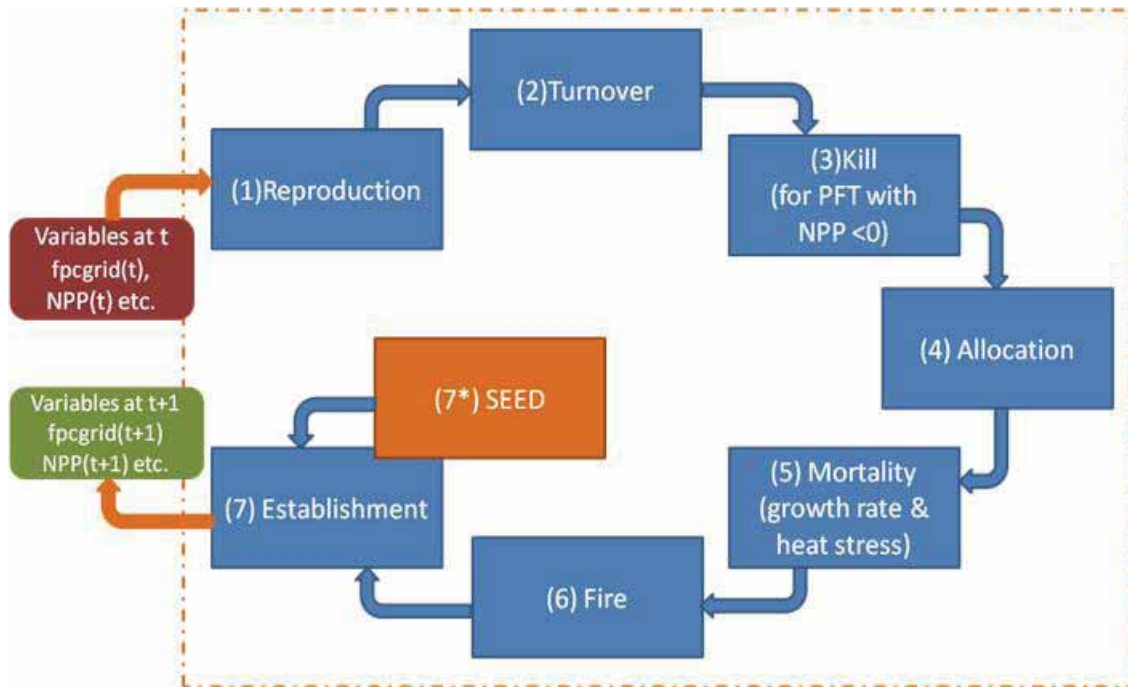 Variables at t
fpcgrid(t),
NPP(t) etc.
(1)Reproduction
(2)Turnover
(3)Kill
(for PFT with
NPP <0)
(4) Allocation
(5) Mortality
(growth rate &
heat stress)
(6) Fire
(7*) SEED
(7) Establishment
Variables at t+1
fpcgrid(t+1)
NPP(t+1) etc.